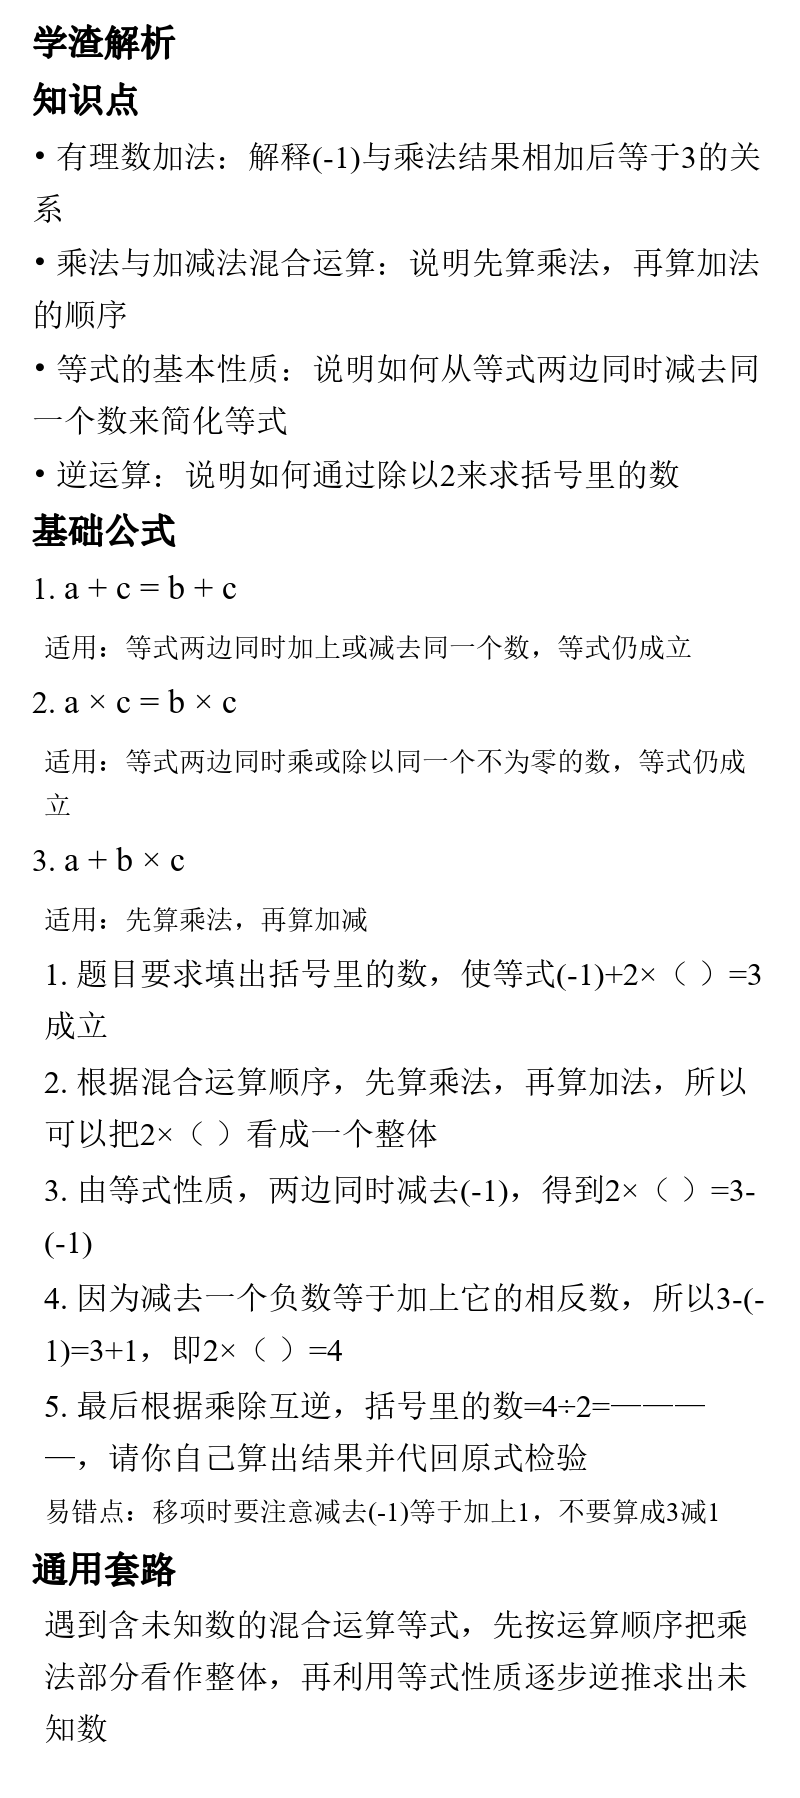 学渣解析
知识点
• 有理数加法：解释(-1)与乘法结果相加后等于3的关
系
• 乘法与加减法混合运算：说明先算乘法，再算加法
的顺序
• 等式的基本性质：说明如何从等式两边同时减去同
一个数来简化等式
• 逆运算：说明如何通过除以2来求括号里的数
基础公式
1. a + c = b + c
适用：等式两边同时加上或减去同一个数，等式仍成立
2. a × c = b × c
适用：等式两边同时乘或除以同一个不为零的数，等式仍成
立
3. a + b × c
适用：先算乘法，再算加减
1. 题目要求填出括号里的数，使等式(-1)+2×（ ）=3
成立
2. 根据混合运算顺序，先算乘法，再算加法，所以
可以把2×（ ）看成一个整体
3. 由等式性质，两边同时减去(-1)，得到2×（ ）=3-
(-1)
4. 因为减去一个负数等于加上它的相反数，所以3-(-
1)=3+1，即2×（ ）=4
5. 最后根据乘除互逆，括号里的数=4÷2=———
—，请你自己算出结果并代回原式检验
易错点：移项时要注意减去(-1)等于加上1，不要算成3减1
通用套路
遇到含未知数的混合运算等式，先按运算顺序把乘
法部分看作整体，再利用等式性质逐步逆推求出未
知数